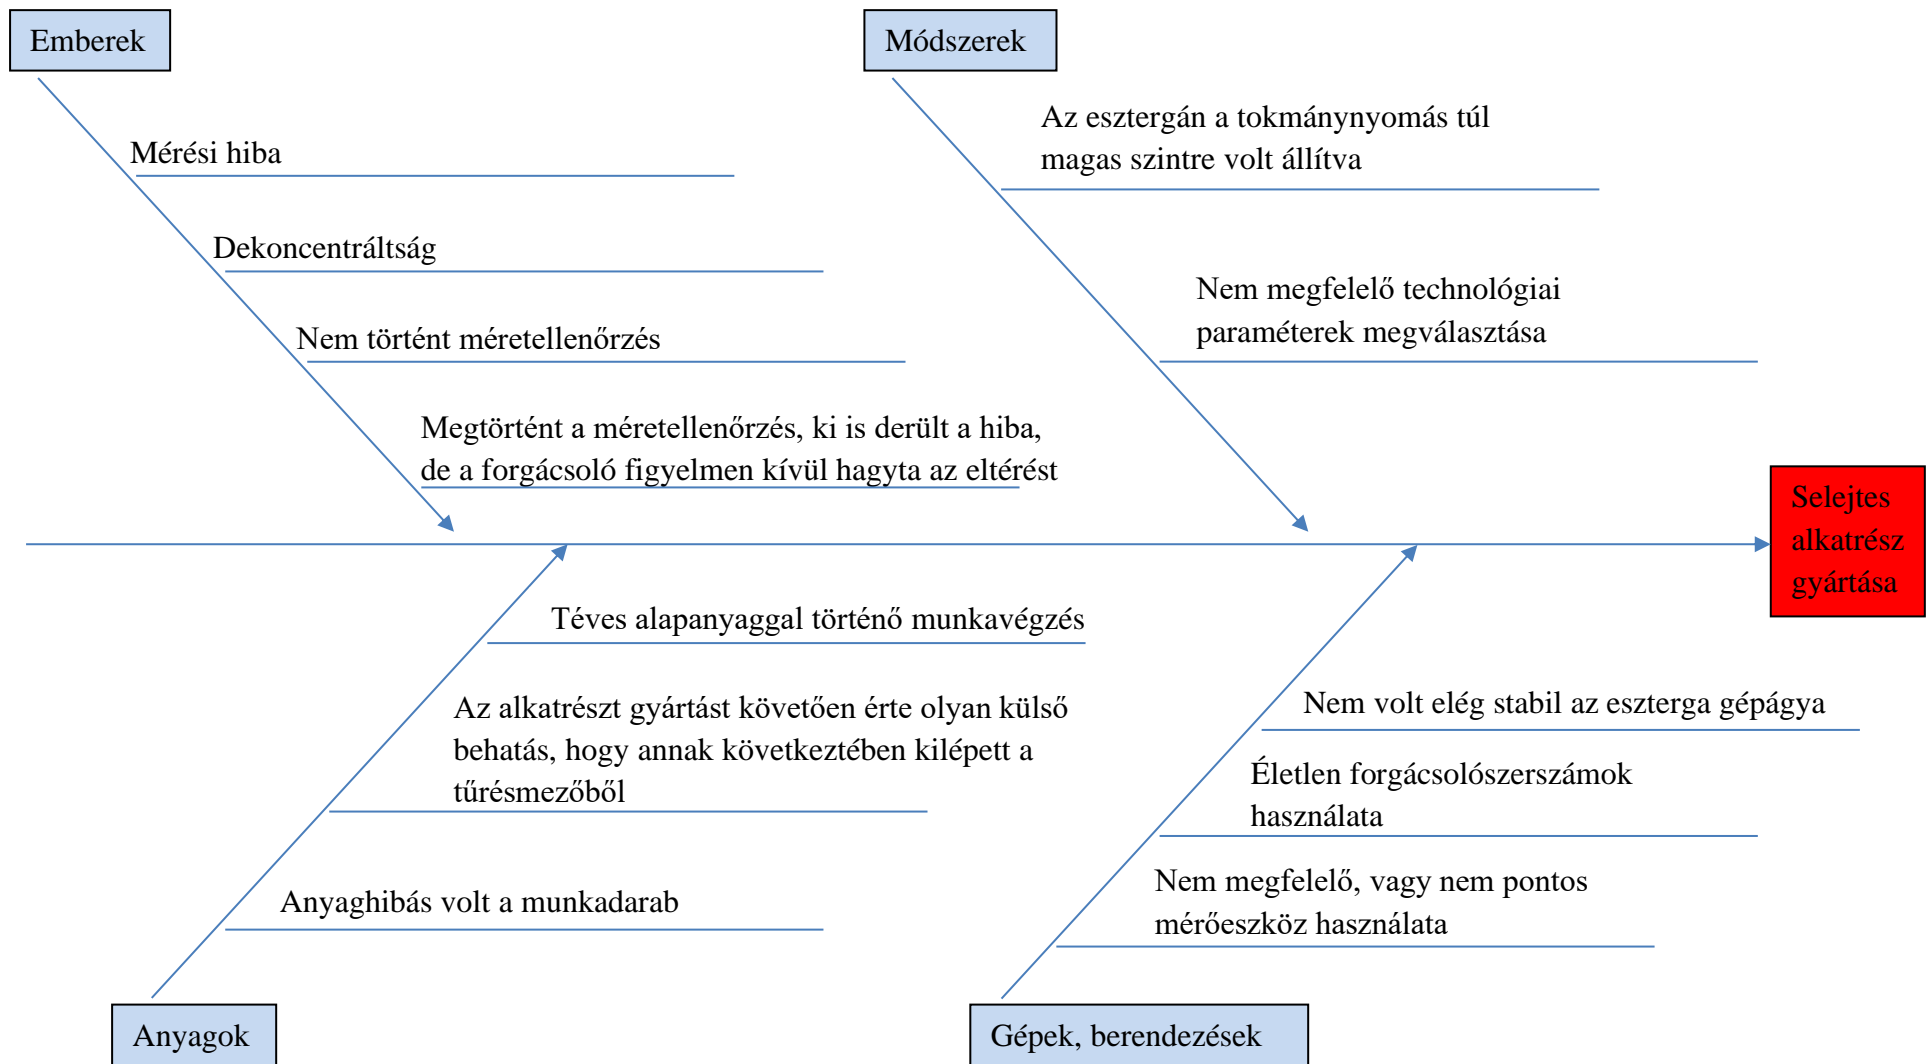 Emberek
Módszerek
Mérési hiba
Dekoncentráltság
Nem történt méretellenőrzés
Megtörtént a méretellenőrzés, ki is derült a hiba,
de a forgácsoló figyelmen kívül hagyta az eltérést
Az esztergán a tokmánynyomás túl
magas szintre volt állítva
Nem megfelelő technológiai
paraméterek megválasztása
Selejtes
alkatrész
gyártása
Téves alapanyaggal történő munkavégzés
Az alkatrészt gyártást követően érte olyan külső
behatás, hogy annak következtében kilépett a
tűrésmezőből
Anyaghibás volt a munkadarab
Nem volt elég stabil az eszterga gépágya
Életlen forgácsolószerszámok
használata
Nem megfelelő, vagy nem pontos
mérőeszköz használata
Anyagok
Gépek, berendezések